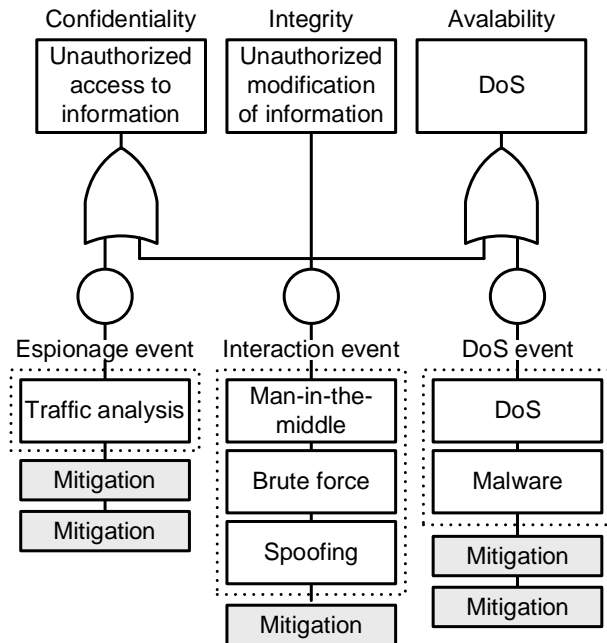 Confidentiality
Integrity
Avalability
Unauthorized
access to
information
Unauthorized
modification
of information
DoS
Espionage event
Interaction event
DoS event
Traffic analysis
Mitigation
Mitigation
Man-in-the-
middle
Brute force
Spoofing
Mitigation
DoS
Malware
Mitigation
Mitigation